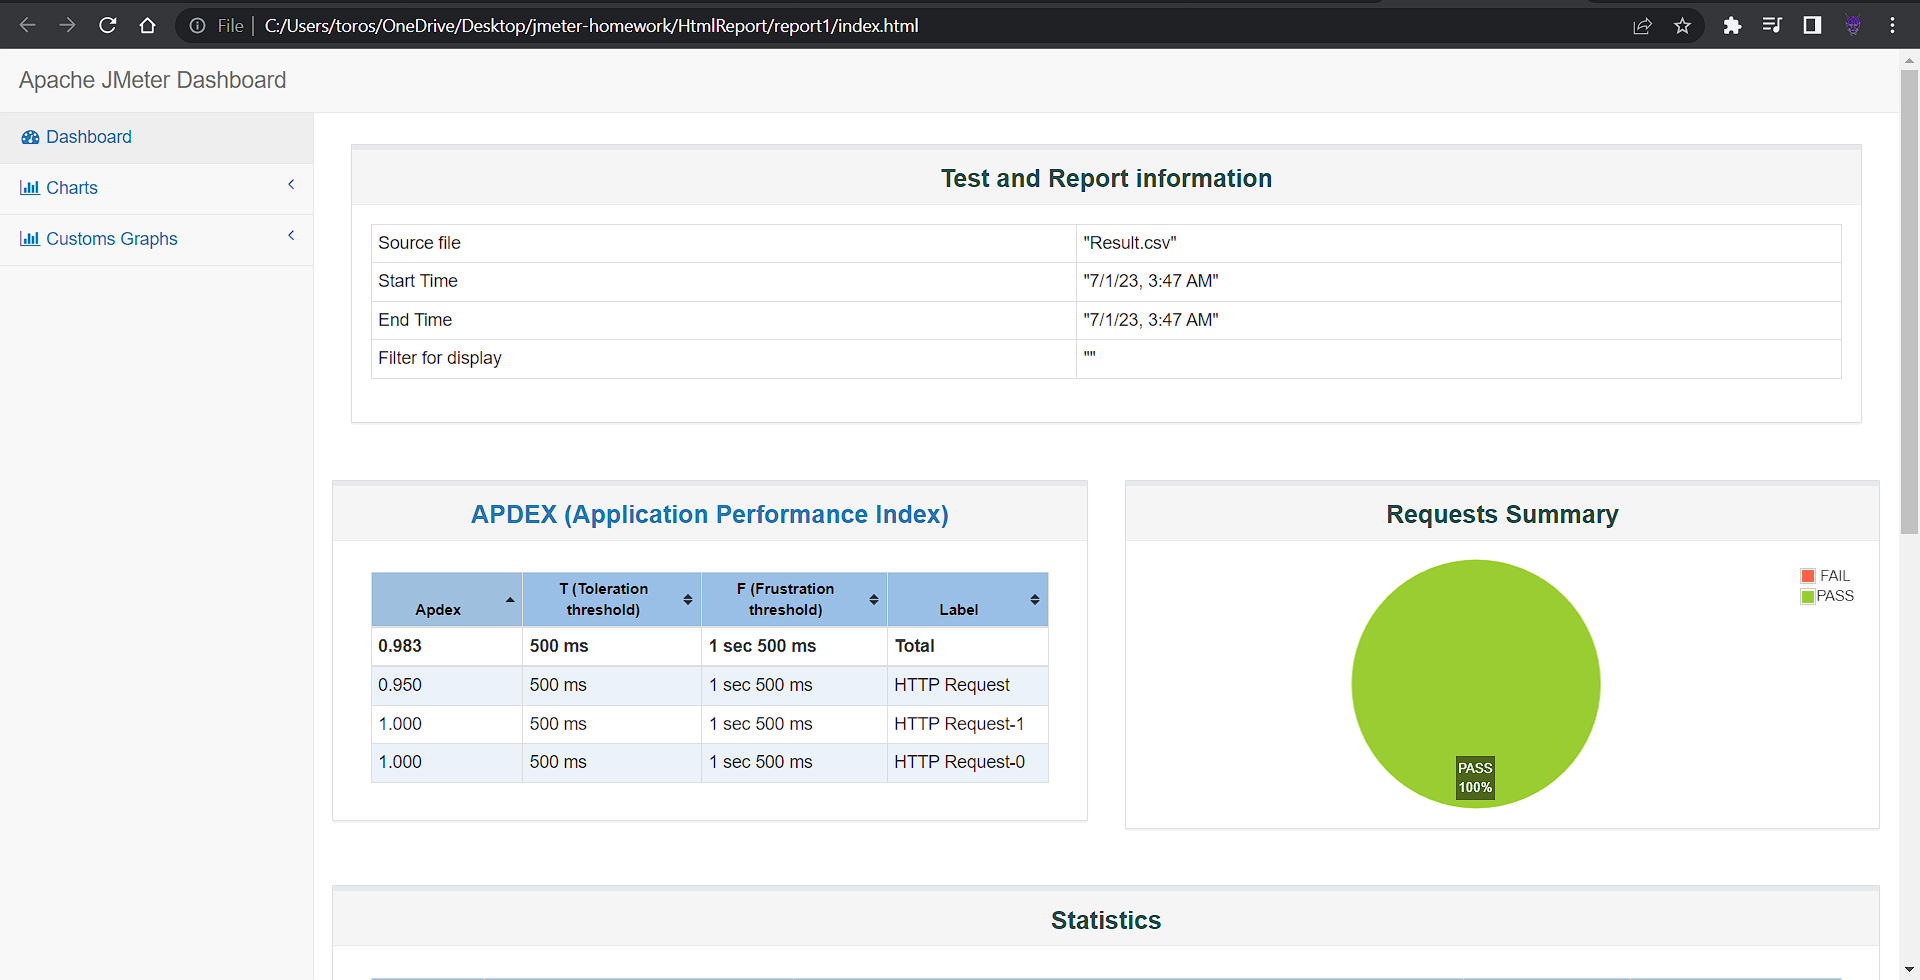 File | C:/Users/toros/OneDrive/Desktop/jmeter-homework/HtmlReport/report1/index.html
Apache JMeter Dashboard
Dashboard
Charts
Customs Graphs
Test and Report information
Source file "Result.csv"
Start Time "7/1/23, 3:47 AM"
End Time "7/1/23, 3:47 AM"
Filter for display ""
APDEX (Application Performance Index)
Apdex T (Toleration threshold) F (Frustration threshold) Label
0.983 500 ms 1 sec 500 ms Total
0.950 500 ms 1 sec 500 ms HTTP Request
1.000 500 ms 1 sec 500 ms HTTP Request-1
1.000 500 ms 1 sec 500 ms HTTP Request-0
Requests Summary
FAIL
PASS
PASS
100%
Statistics